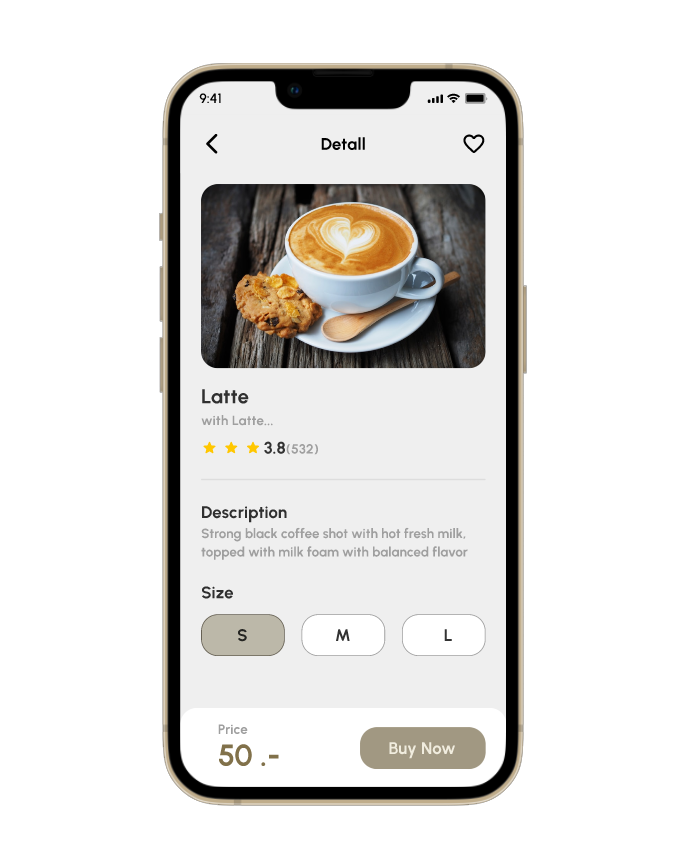 9:41
Detall
Latte
with Latte...
3.8(532)
Description
Strong black coffee shot with hot fresh milk,
topped with milk foam with balanced flavor
Size
S M L
Price
50 .-
Buy Now